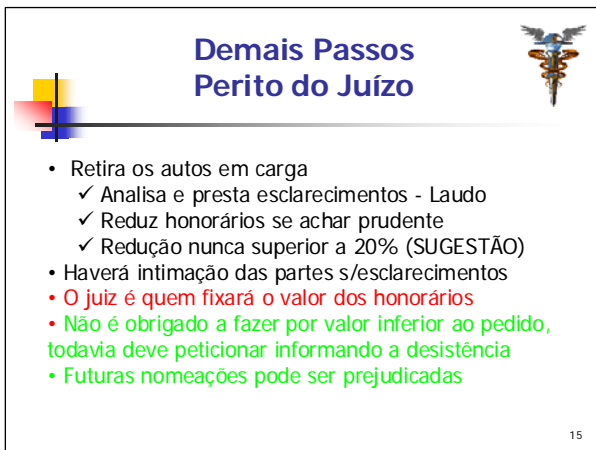 Demais Passos
Perito do Juízo
• Retira os autos em carga
✓ Analisa e presta esclarecimentos - Laudo
✓ Reduz honorários se achar prudente
✓ Redução nunca superior a 20% (SUGESTÃO)
• Haverá intimação das partes s/esclarecimentos
• O juiz é quem fixará o valor dos honorários
• Não é obrigado a fazer por valor inferior ao pedido,
todavia deve peticionar informando a desistência
• Futuras nomeações pode ser prejudicadas
15